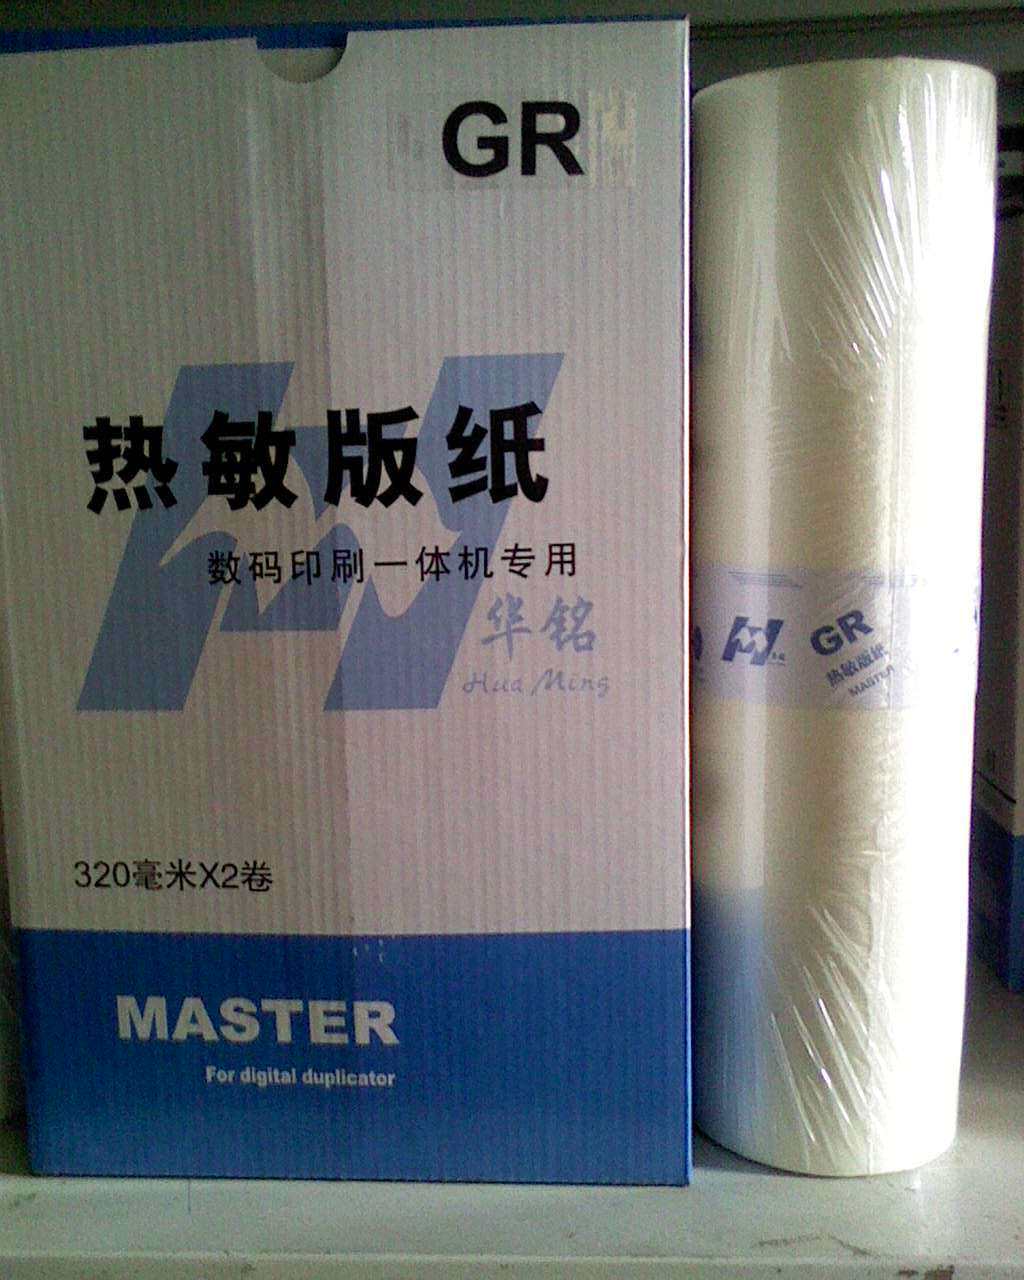 GR
热敏版纸
数码印刷一体机专用
华铭
Hua Ming
320毫米X2卷
MASTER
For digital duplicator
GR
热敏版纸
MASTER